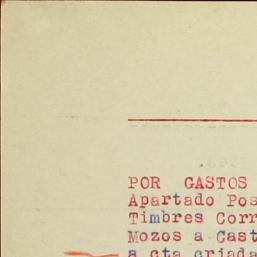 POR GASTOS
Apartado Pos
Timbres Corr
Mozos a Cast
a cta criada